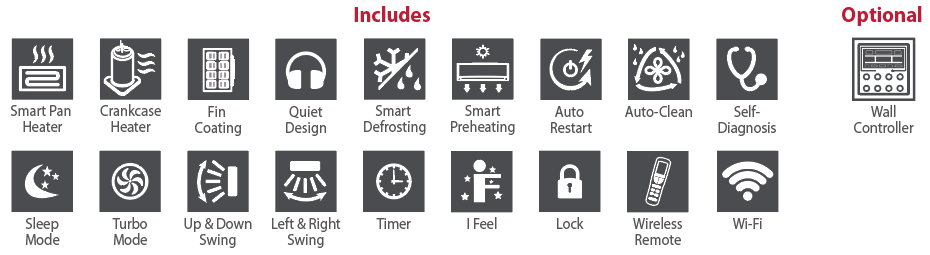 Includes
Optional
Smart Pan
Heater
Crankcase
Heater
Fin
Coating
Quiet
Design
Smart
Defrosting
Smart
Preheating
Auto
Restart
Auto-Clean
Self-
Diagnosis
Wall
Controller
Sleep
Mode
Turbo
Mode
Up & Down
Swing
Left & Right
Swing
Timer
I Feel
Lock
Wireless
Remote
Wi-Fi